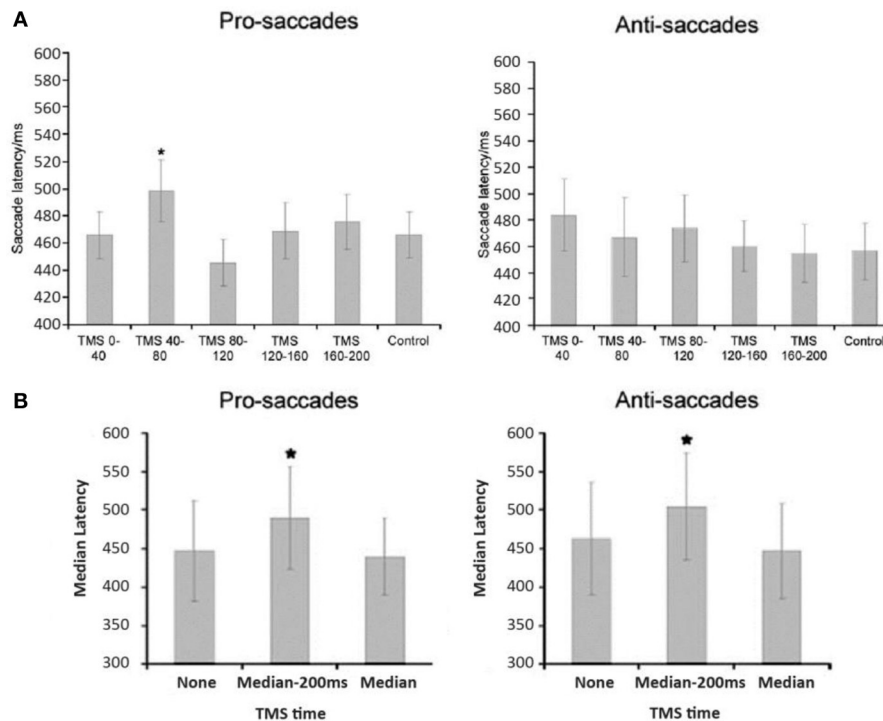 A
Pro-saccades
Saccade latency/ms
600
580
560
540
520
500
480
460
440
420
400
*
TMS 0-
40
TMS 40-
80
TMS 80-
120
TMS
120-160
TMS
160-200
Control
Anti-saccades
Saccade latency/ms
600
580
560
540
520
500
480
460
440
420
400
TMS 0-
40
TMS 40-
80
TMS 80-
120
TMS
120-160
TMS
160-200
Control
B
Pro-saccades
Median Latency
600
550
500
450
400
350
300
★
None Median-200ms Median
TMS time
Anti-saccades
Median Latency
600
550
500
450
400
350
300
★
None Median-200ms Median
TMS time